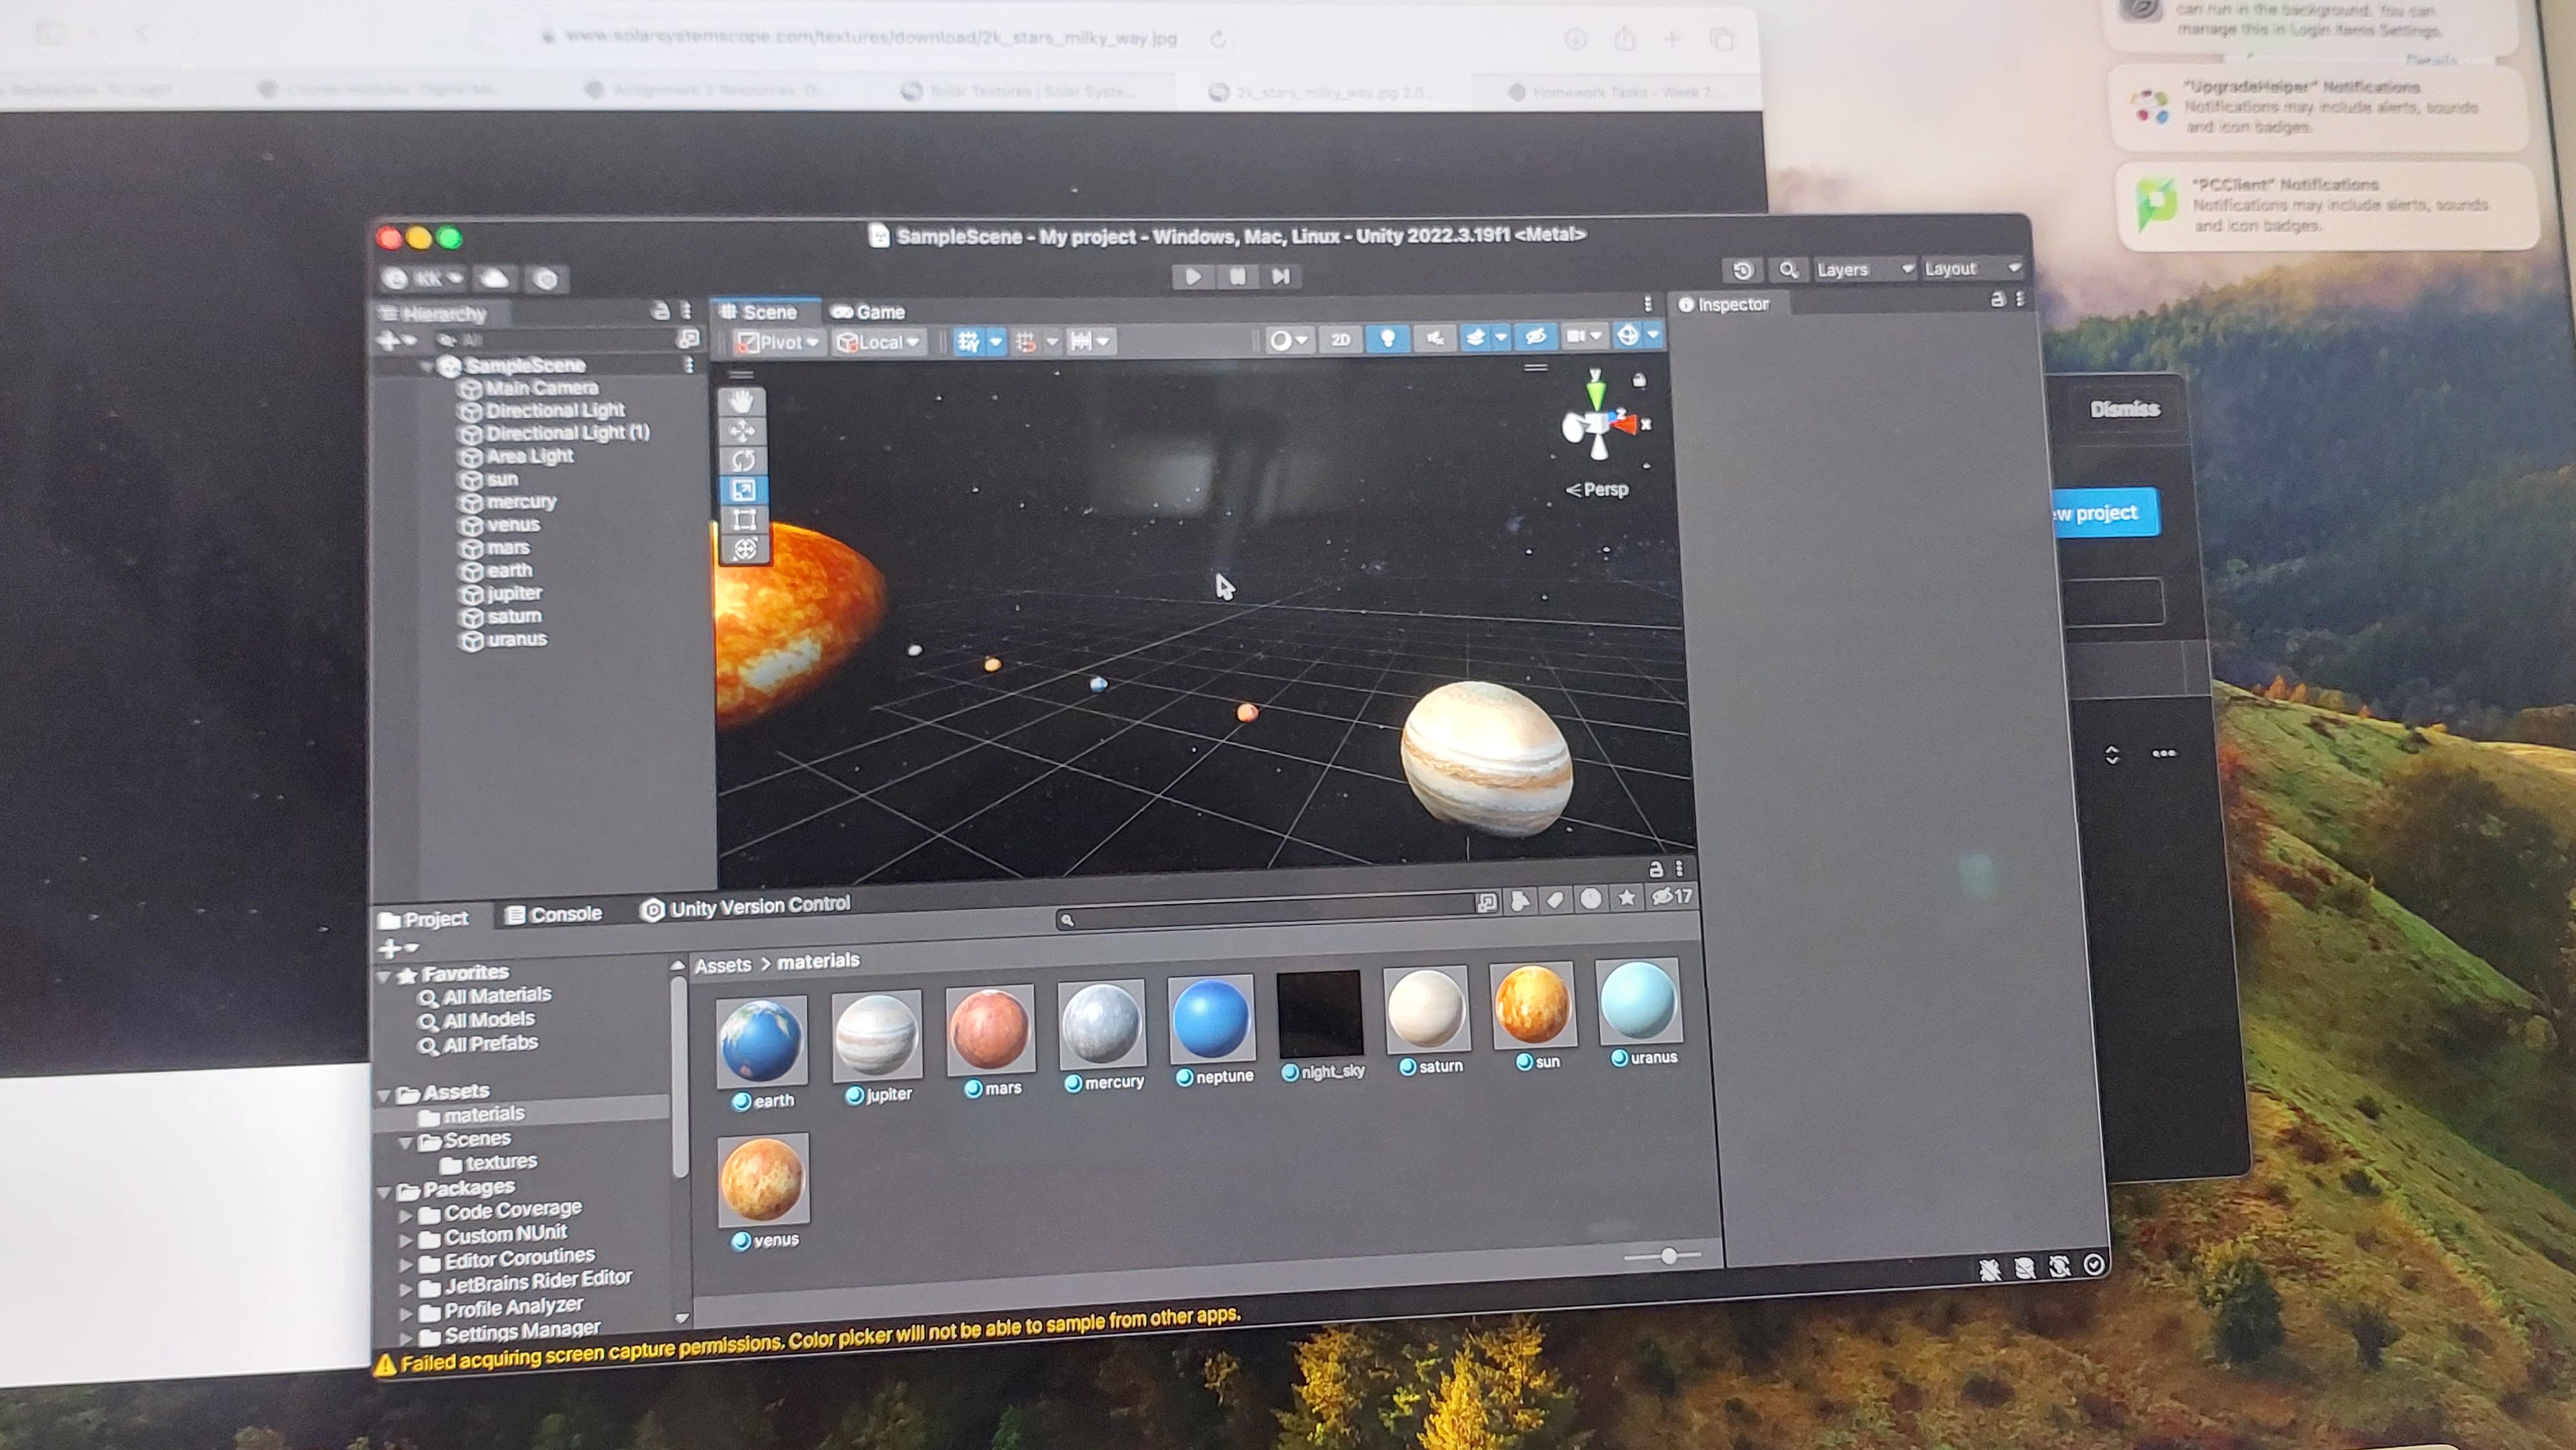 www.solarsystemscope.com/textures/download/2k_stars_milky_way.jpg
Solar Textures | Solar Syste...
2k_stars_milky_way.jpg 2,0...
Homework Tasks - Week 7,...
can run in the background. You can
manage this in Login Items Settings.
Details
"UpgradeHelper" Notifications
Notifications may include alerts, sounds
and icon badges.
"PCClient" Notifications
Notifications may include alerts, sounds
and icon badges.
SampleScene - My project - Windows, Mac, Linux - Unity 2022.3.19f1 <Metal>
KK
Layers
Layout
Hierarchy
Scene
Game
Inspector
All
Pivot
Local
2D
SampleScene
Main Camera
Directional Light
Directional Light (1)
Area Light
sun
mercury
venus
mars
earth
jupiter
saturn
uranus
y
z
x
Persp
Dismiss
w project
Project
Console
Unity Version Control
17
Favorites
All Materials
All Models
All Prefabs
Assets
materials
Scenes
textures
Packages
Code Coverage
Custom NUnit
Editor Coroutines
JetBrains Rider Editor
Profile Analyzer
Settings Manager
Assets > materials
earth
jupiter
mars
mercury
neptune
night_sky
saturn
sun
uranus
venus
Failed acquiring screen capture permissions. Color picker will not be able to sample from other apps.